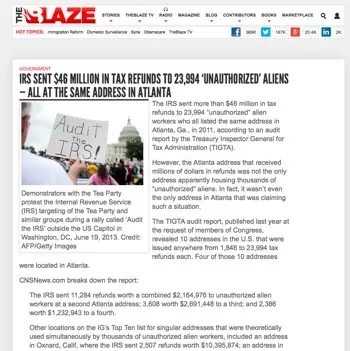 THE BLAZE
STORIES THEBLAZE TV RADIO MAGAZINE BLOG CONTRIBUTORS BOOKS MARKETPLACE
HOT TOPICS: Immigration Reform Domestic Surveillance Syria Obamacare TheBlaze TV
GOVERNMENT
IRS SENT $46 MILLION IN TAX REFUNDS TO 23,994 ‘UNAUTHORIZED’ ALIENS
– ALL AT THE SAME ADDRESS IN ATLANTA
Audit
the
IRS!
Demonstrators with the Tea Party
protest the Internal Revenue Service
(IRS) targeting of the Tea Party and
similar groups during a rally called 'Audit
the IRS' outside the US Capitol in
Washington, DC, June 19, 2013. Credit:
AFP/Getty Images
The IRS sent more than $46 million in tax
refunds to 23,994 “unauthorized” alien
workers who all listed the same address in
Atlanta, Ga., in 2011, according to an audit
report by the Treasury Inspector General for
Tax Administration (TIGTA).
However, the Atlanta address that received
millions of dollars in refunds was not the only
address apparently housing thousands of
“unauthorized” aliens. In fact, it wasn’t even
the only address in Atlanta that was claiming
such a situation.
The TIGTA audit report, published last year
at the request of members of Congress,
revealed 10 addresses in the U.S. that were
issued anywhere from 1,846 to 23,994 tax
refunds each. Four of those 10 addresses
were located in Atlanta.
CNSNews.com breaks down the report:
The IRS sent 11,284 refunds worth a combined $2,164,976 to unauthorized alien
workers at a second Atlanta address; 3,608 worth $2,691,448 to a third; and 2,386
worth $1,232,943 to a fourth.
Other locations on the IG’s Top Ten list for singular addresses that were theoretically
used simultaneously by thousands of unauthorized alien workers, included an address
in Oxnard, Calif, where the IRS sent 2,507 refunds worth $10,395,874; an address in